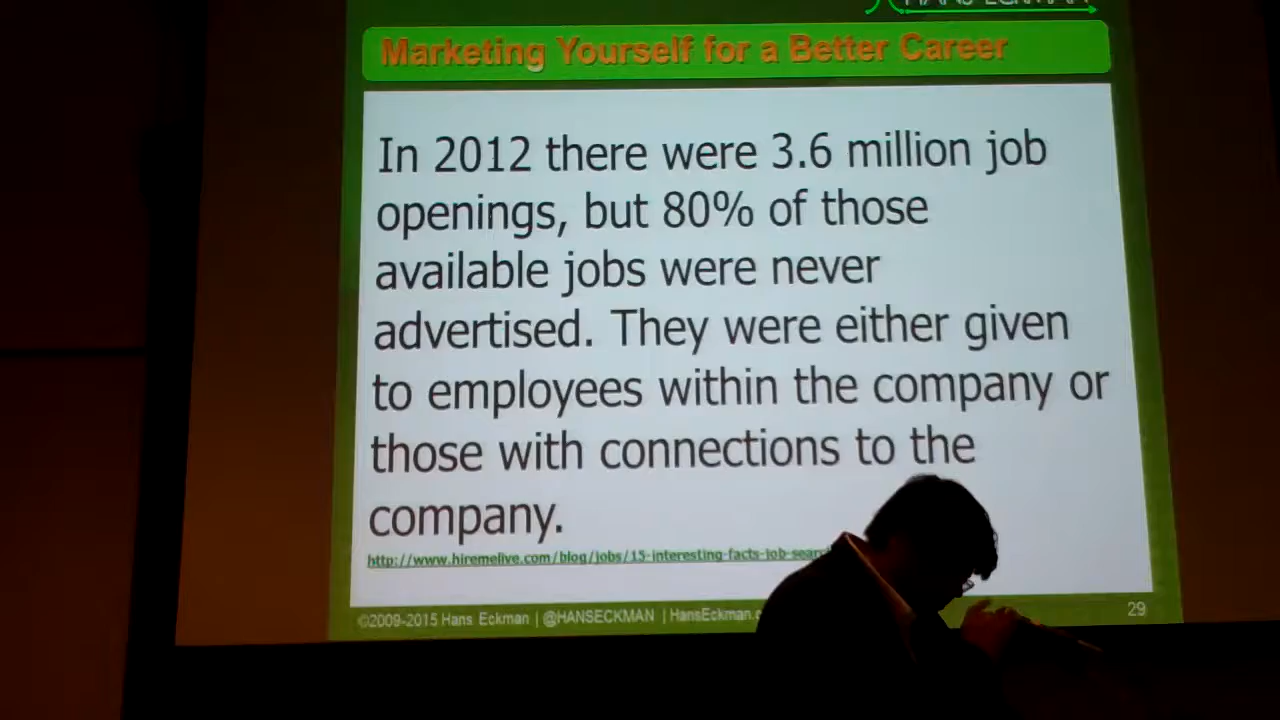 HANS ECKMAN
Marketing Yourself for a Better Career
In 2012 there were 3.6 million job
openings, but 80% of those
available jobs were never
advertised. They were either given
to employees within the company or
those with connections to the
company.
http://www.hiremelive.com/blog/jobs/15-interesting-facts-job-sear
©2009-2015 Hans Eckman | @HANSECKMAN | HansEckman.c
29